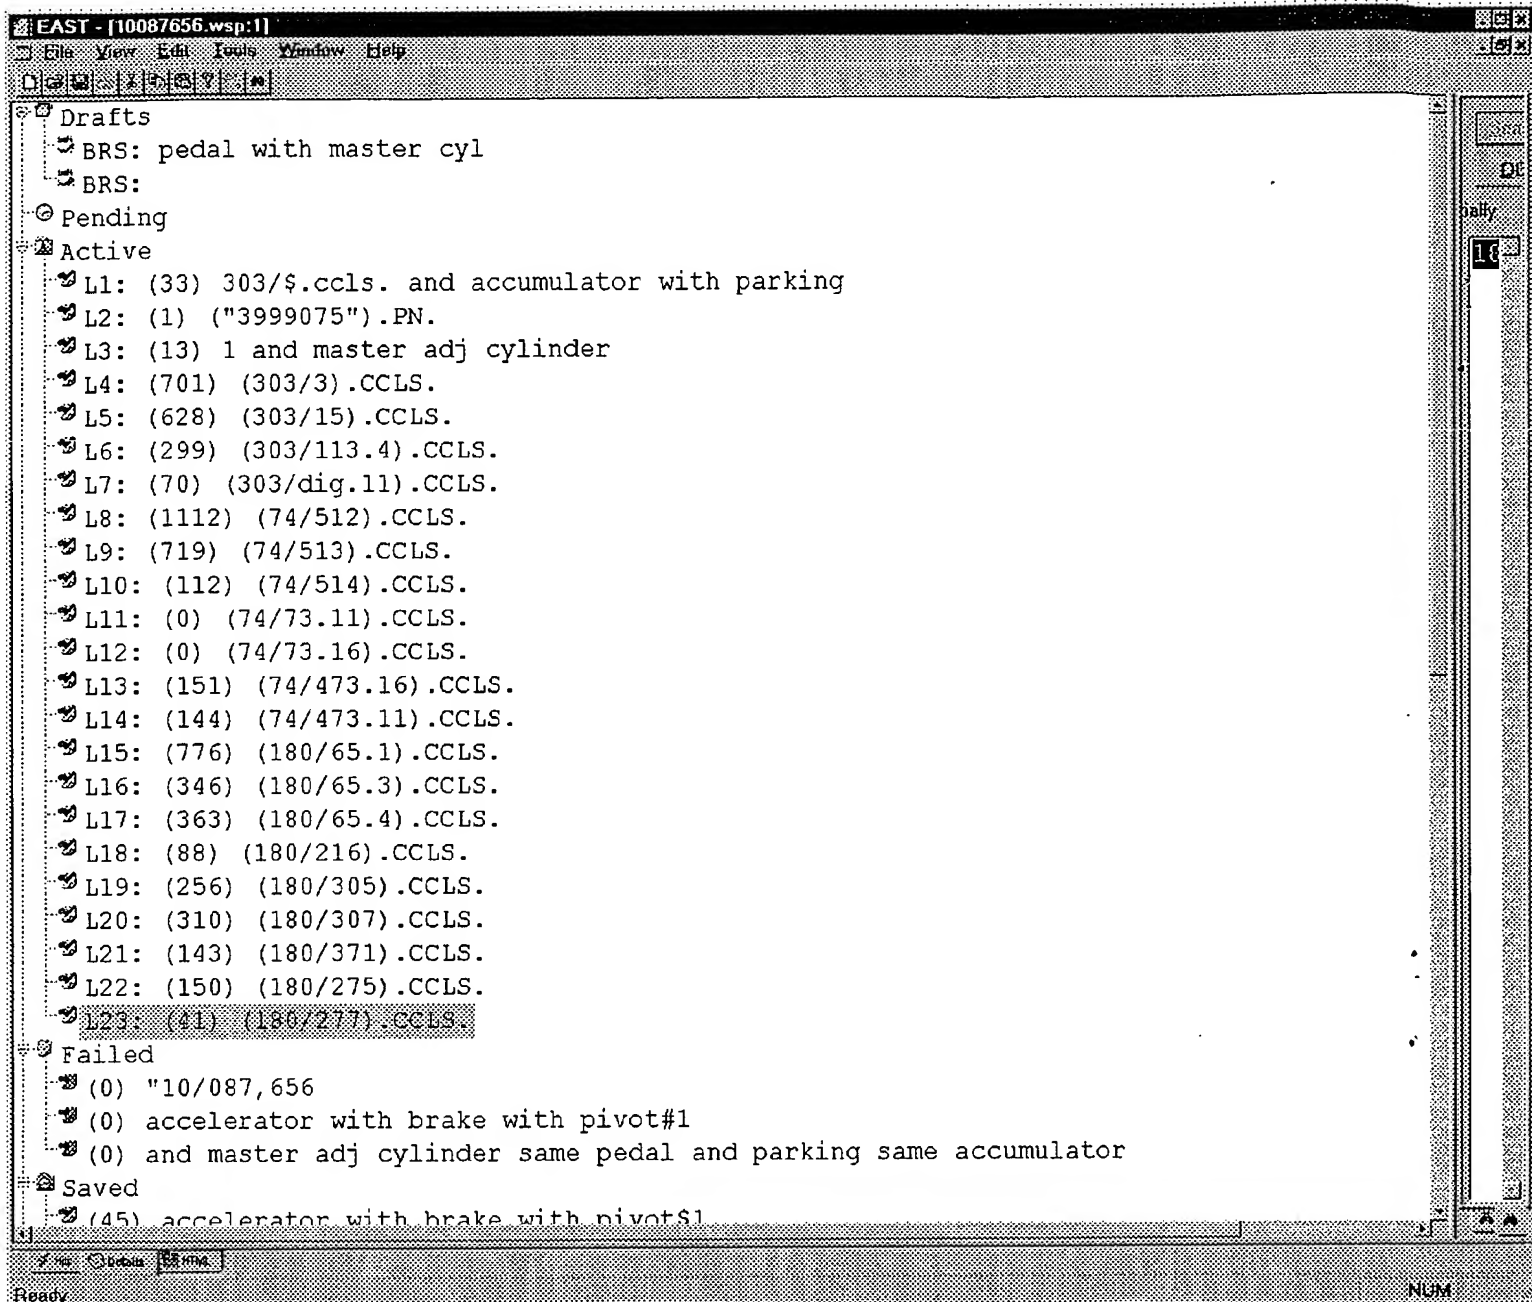 EAST - [10087656.wsp:1]
File View Edit Tools Window Help
Drafts
BRS: pedal with master cyl
BRS:
Pending
Active
L1: (33) 303/$.ccls. and accumulator with parking
L2: (1) ("3999075").PN.
L3: (13) 1 and master adj cylinder
L4: (701) (303/3).CCLS.
L5: (628) (303/15).CCLS.
L6: (299) (303/113.4).CCLS.
L7: (70) (303/dig.11).CCLS.
L8: (1112) (74/512).CCLS.
L9: (719) (74/513).CCLS.
L10: (112) (74/514).CCLS.
L11: (0) (74/73.11).CCLS.
L12: (0) (74/73.16).CCLS.
L13: (151) (74/473.16).CCLS.
L14: (144) (74/473.11).CCLS.
L15: (776) (180/65.1).CCLS.
L16: (346) (180/65.3).CCLS.
L17: (363) (180/65.4).CCLS.
L18: (88) (180/216).CCLS.
L19: (256) (180/305).CCLS.
L20: (310) (180/307).CCLS.
L21: (143) (180/371).CCLS.
L22: (150) (180/275).CCLS.
L23: (41) (180/277).CCLS.
Failed
(0) "10/087,656
(0) accelerator with brake with pivot#1
(0) and master adj cylinder same pedal and parking same accumulator
Saved
(45) accelerator with brake with pivot$1
Details HTML
Ready NUM